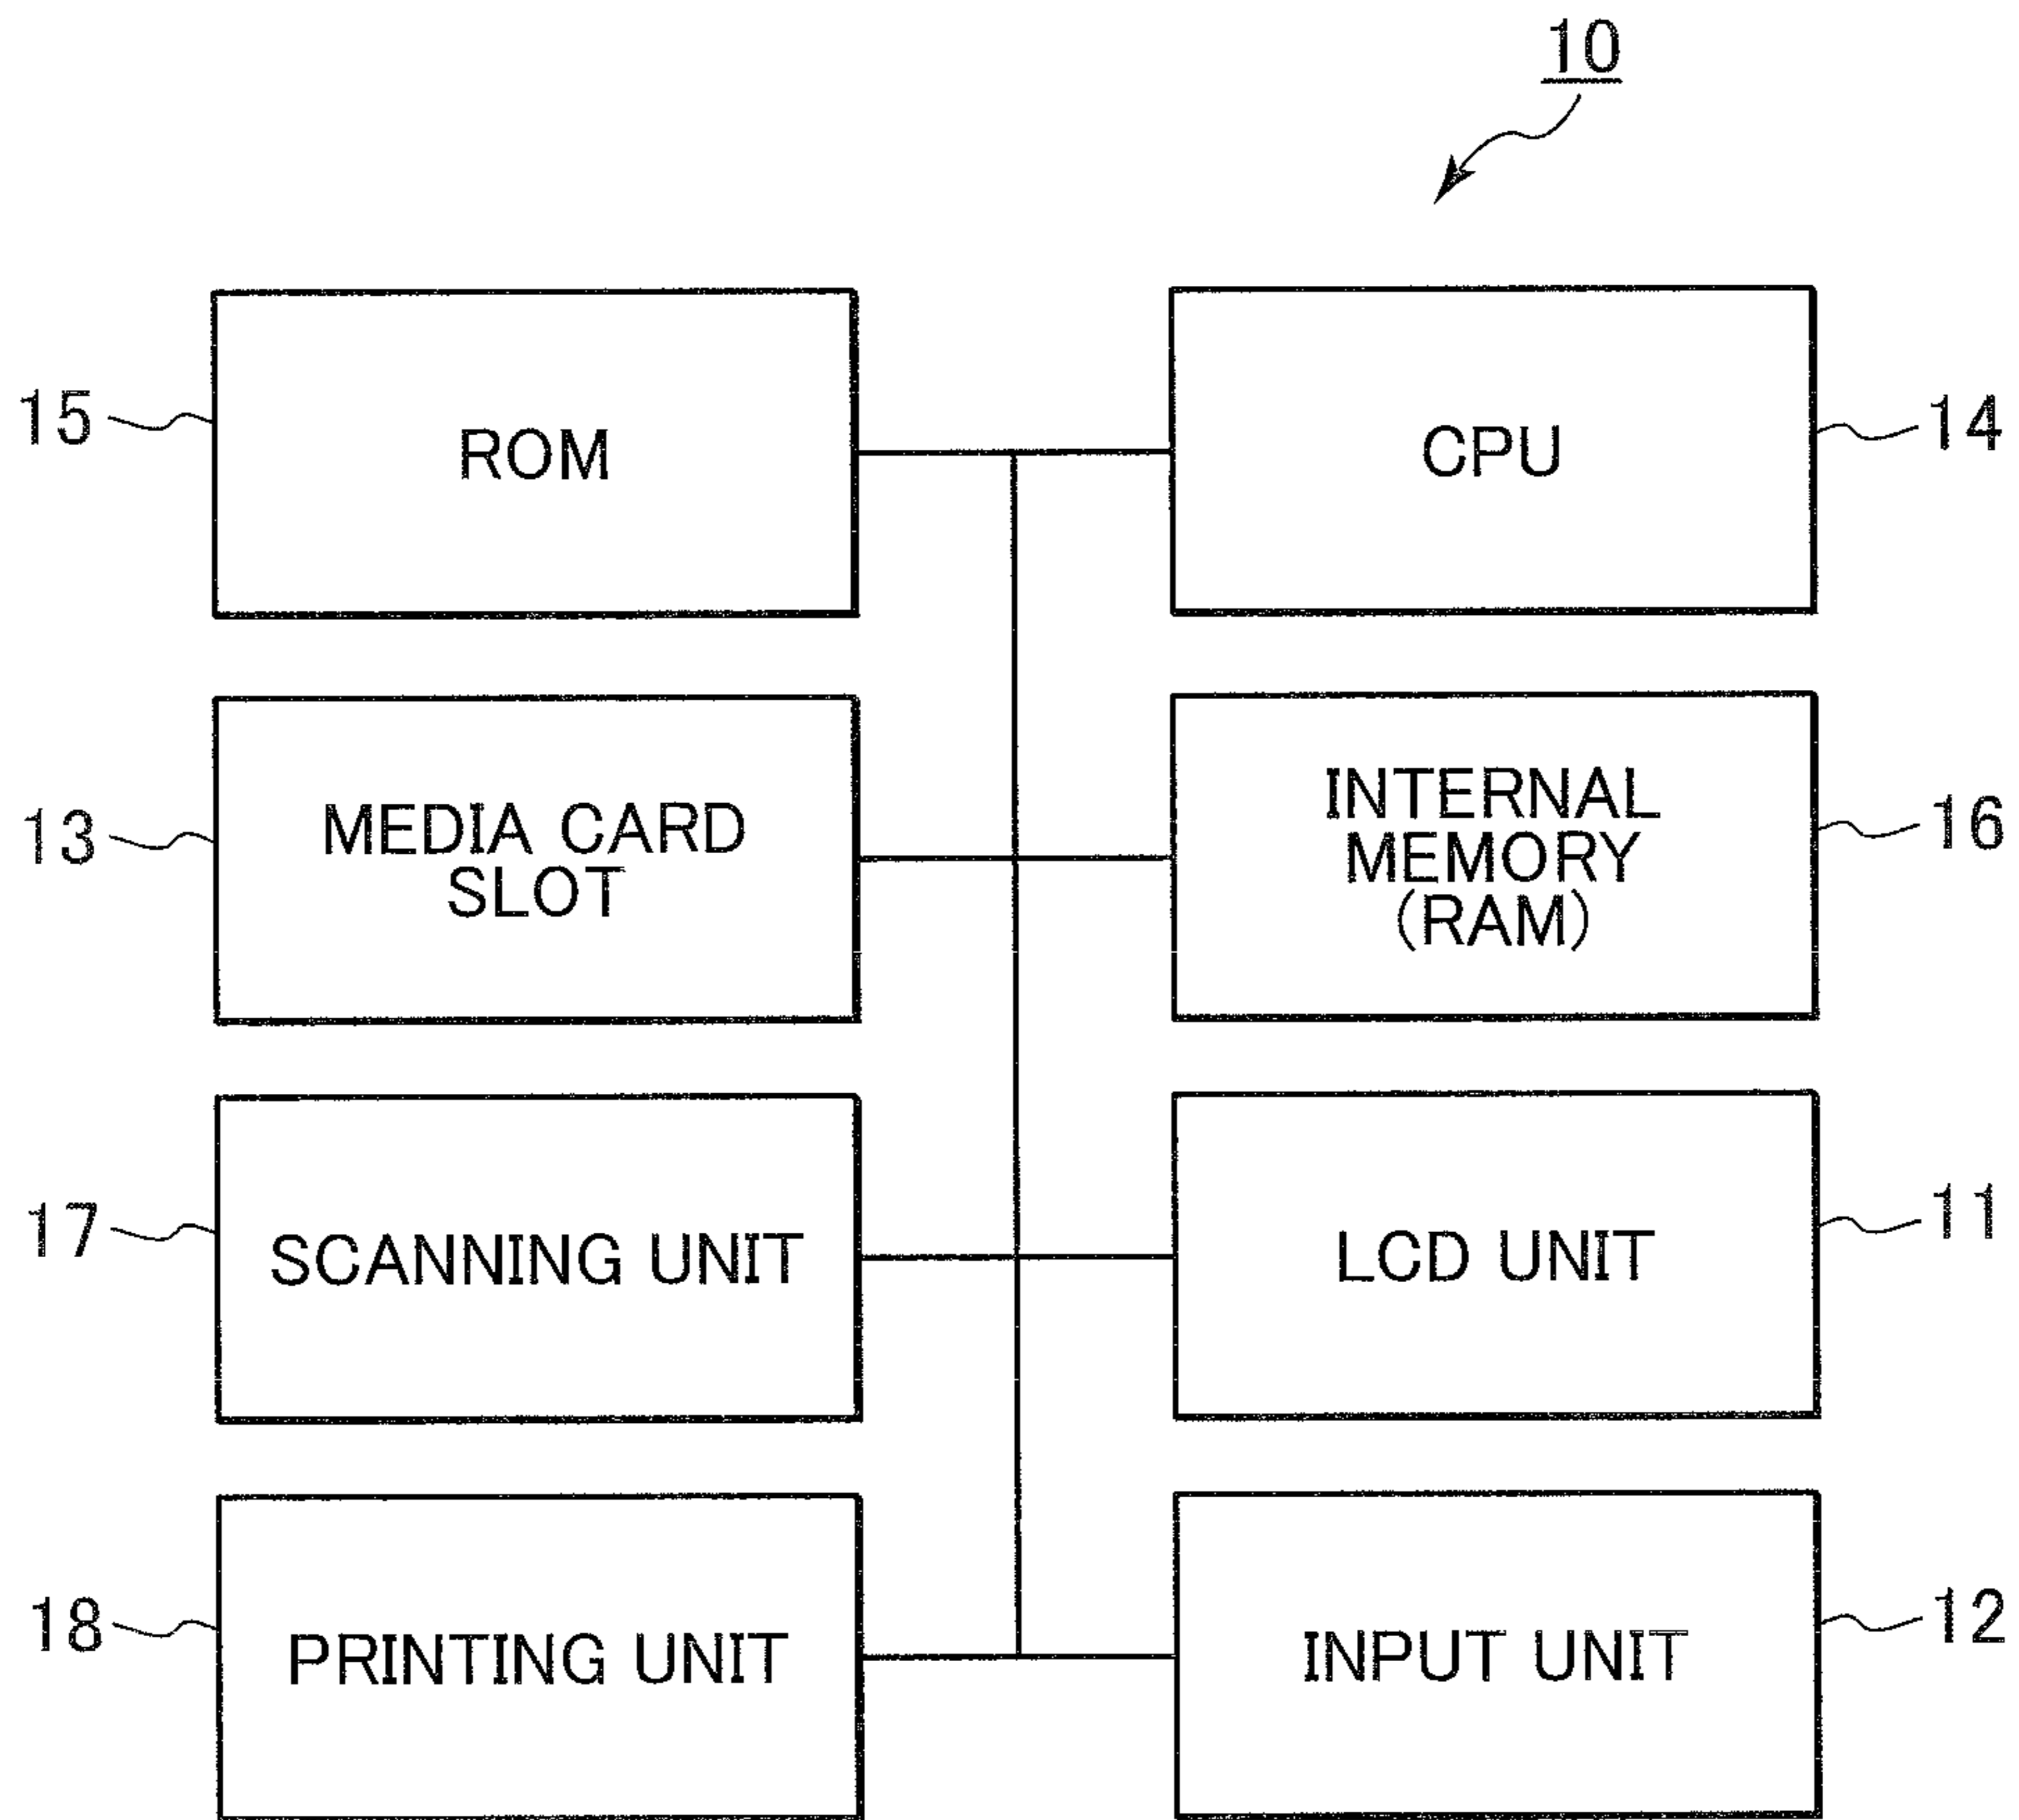 10
15
ROM
CPU
14
13
MEDIA CARD
SLOT
INTERNAL
MEMORY
(RAM)
16
17
SCANNING UNIT
LCD UNIT
11
18
PRINTING UNIT
INPUT UNIT
12